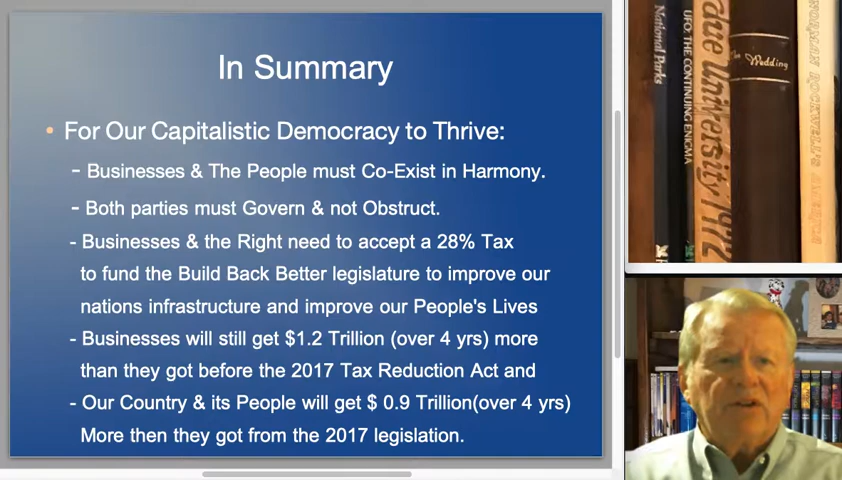 In Summary
• For Our Capitalistic Democracy to Thrive:
- Businesses & The People must Co-Exist in Harmony.
- Both parties must Govern & not Obstruct.
- Businesses & the Right need to accept a 28% Tax
to fund the Build Back Better legislature to improve our
nations infrastructure and improve our People's Lives
- Businesses will still get $1.2 Trillion (over 4 yrs) more
than they got before the 2017 Tax Reduction Act and
- Our Country & its People will get $ 0.9 Trillion(over 4 yrs)
More then they got from the 2017 legislation.
National Parks
UFO: THE CONTINUING ENIGMA
due University 1972
The Wedding
NORMAN ROCKWELL'S AMERICA